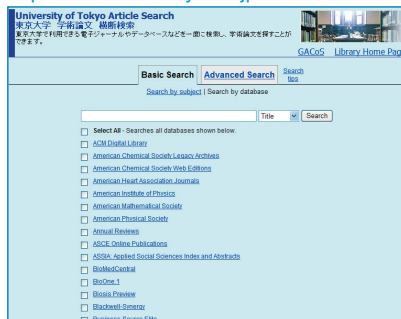 University of Tokyo Article Search
東京大学 学術論文 横断検索
東京大学で利用できる電子ジャーナルやデータベースなどを一度に検索し、学術論文を探すことが
できます。
GACoS Library Home Pag
Basic Search Advanced Search Search tips
Search by subject | Search by database
Title Search
Select All - Searches all databases shown below.
ACM Digital Library
American Chemical Society Legacy Archives
American Chemical Society Web Editions
American Heart Association Journals
American Institute of Physics
American Mathematical Society
American Physical Society
Annual Reviews
ASCE Online Publications
ASSIA: Applied Social Sciences Index and Abstracts
BioMedCentral
BioOne.1
Biosis Preview
Blackwell-Synergy